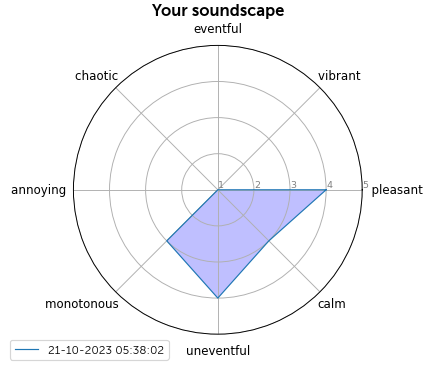 Your soundscape
eventful
chaotic
vibrant
annoying
1
2
3
4
5
pleasant
monotonous
calm
uneventful
21-10-2023 05:38:02